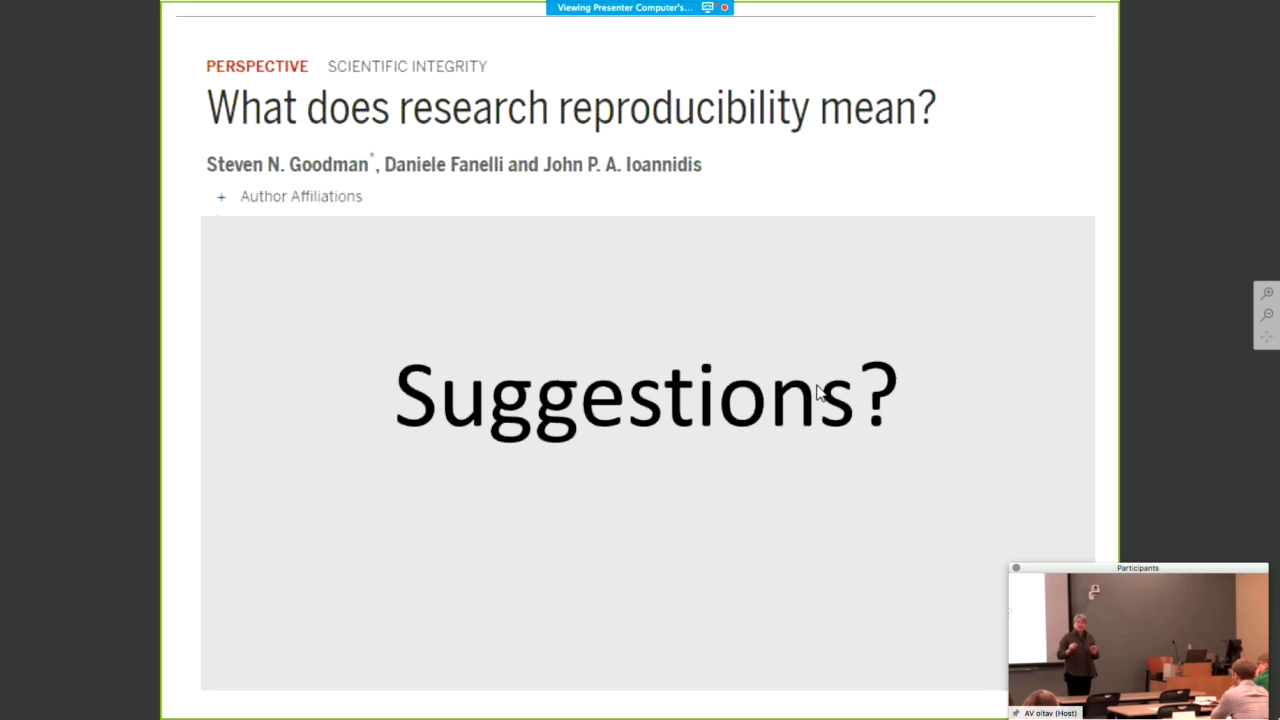 Viewing Presenter Computer's...
PERSPECTIVE SCIENTIFIC INTEGRITY
What does research reproducibility mean?
Steven N. Goodman*, Daniele Fanelli and John P. A. Ioannidis
+ Author Affiliations
Suggestions?
Participants
AV oitav (Host)